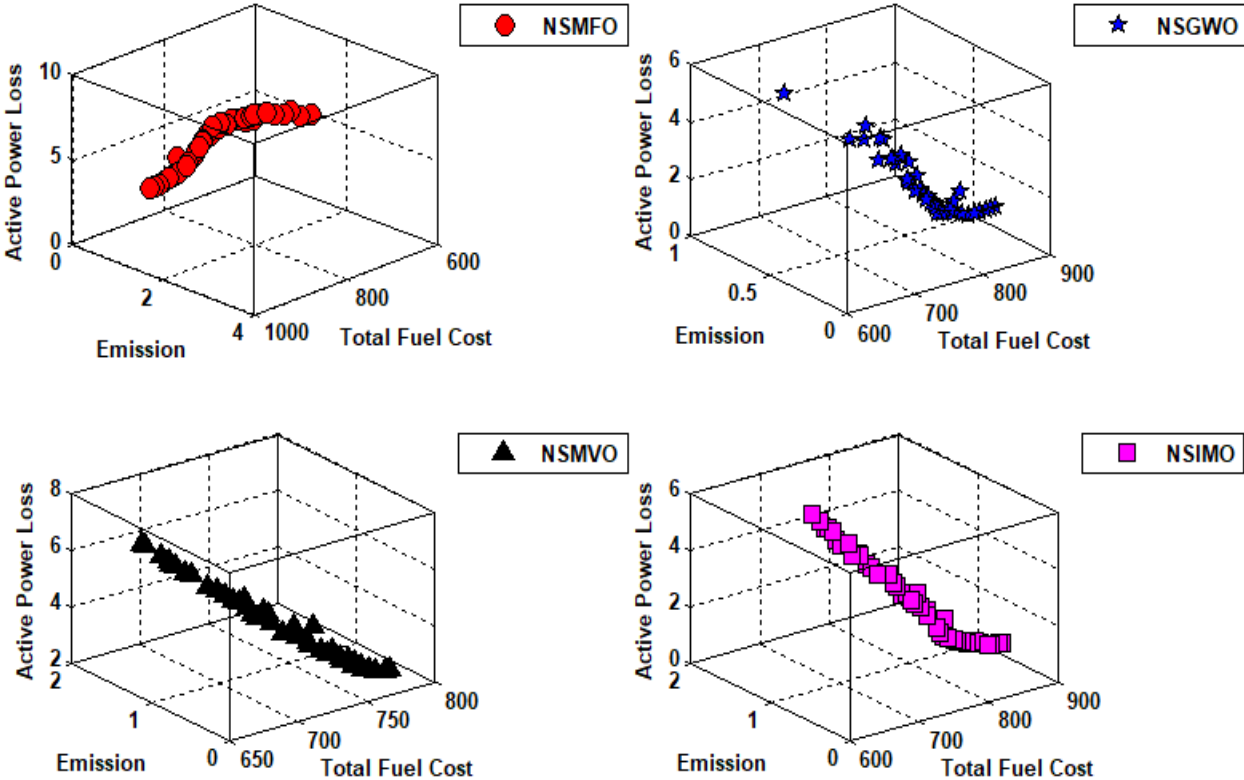 NSMFO
10
5
0
Active Power Loss
0
2
4
Emission
1000
800
600
Total Fuel Cost
NSGWO
6
4
2
0
Active Power Loss
1
0.5
0
Emission
600
700
800
900
Total Fuel Cost
NSMVO
8
6
4
2
Active Power Loss
2
1
0
Emission
650
700
750
800
Total Fuel Cost
NSIMO
6
4
2
0
Active Power Loss
2
1
0
Emission
600
700
800
900
Total Fuel Cost